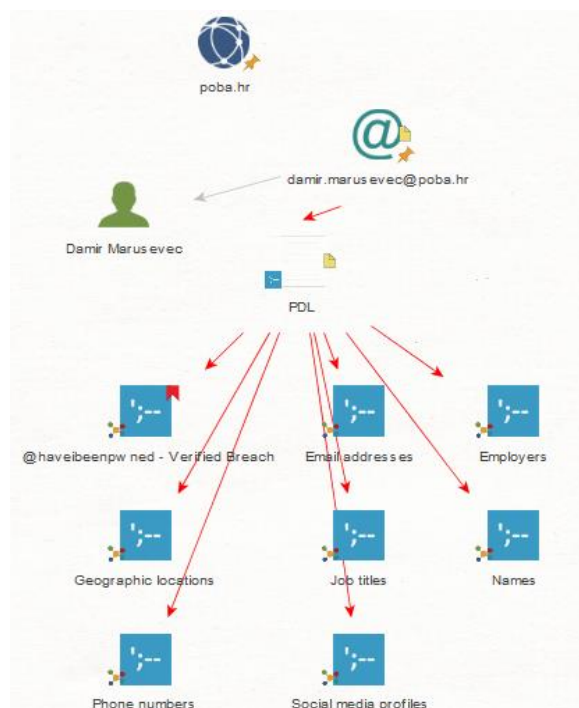 poba.hr
damir.marusevec@poba.hr
Damir Marusevec
PDL
@haveibeenpwned - Verified Breach
Email addresses
Employers
Geographic locations
Job titles
Names
Phone numbers
Social media profiles